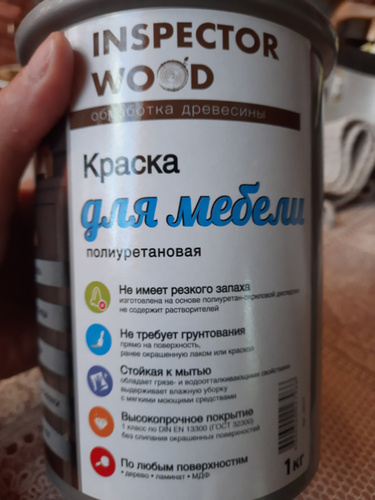 INSPECTOR
WOOD
обработка древесины
Краска
для мебели
полиуретановая
Не имеет резкого запаха
изготовлена на основе полиуретан-акриловой дисперсии
не содержит растворителей
Не требует грунтования
прямо на поверхность,
ранее окрашенную лаком или краской
Стойкая к мытью
обладает грязе- и водоотталкивающими свойствами
выдерживает влажную уборку
с мягкими моющими средствами
Высокопрочное покрытие
1 класс по DIN EN 13300 (ГОСТ 32300)
без слипания окрашенных поверхностей
По любым поверхностям
• дерево • ламинат • МДФ
1 кг